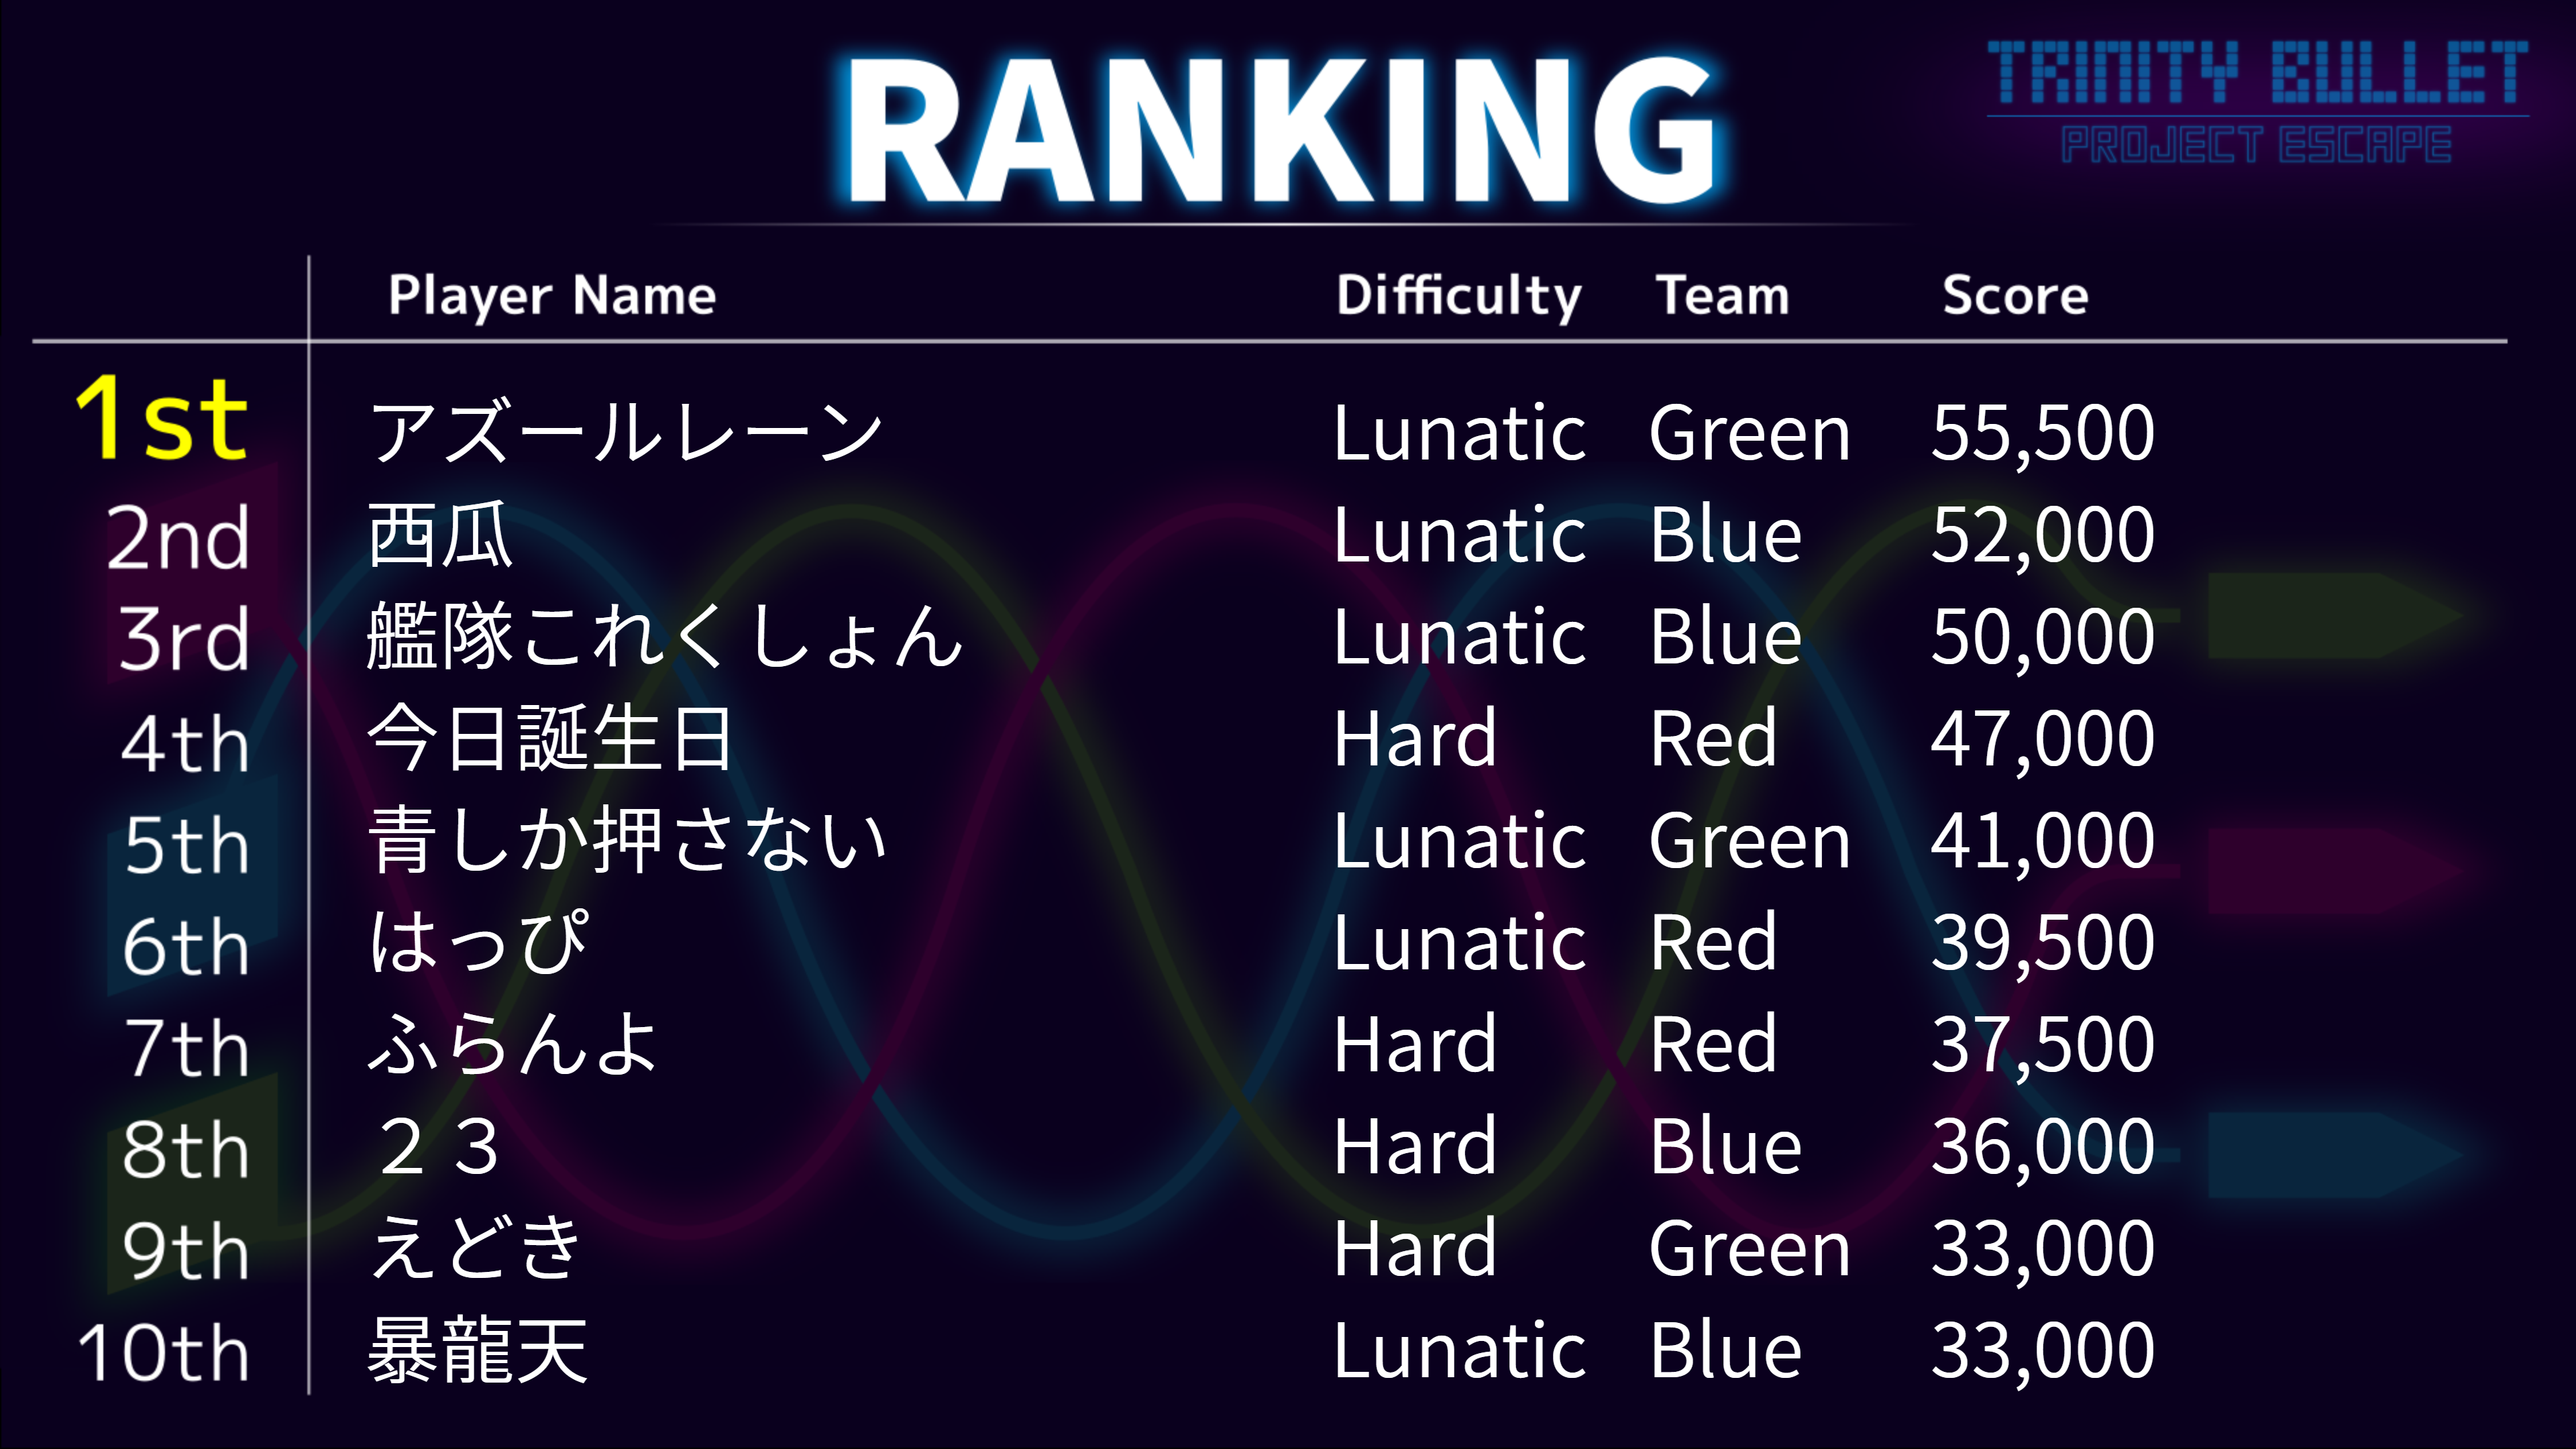 RANKING
TRINITY BULLET
PROJECT ESCAPE
Player Name Difficulty Team Score
1st アズールレーン Lunatic Green 55,500
2nd 西瓜 Lunatic Blue 52,000
3rd 艦隊これくしょん Lunatic Blue 50,000
4th 今日誕生日 Hard Red 47,000
5th 青しか押さない Lunatic Green 41,000
6th はっぴ Lunatic Red 39,500
7th ふらんよ Hard Red 37,500
8th ２３ Hard Blue 36,000
9th えどき Hard Green 33,000
10th 暴龍天 Lunatic Blue 33,000